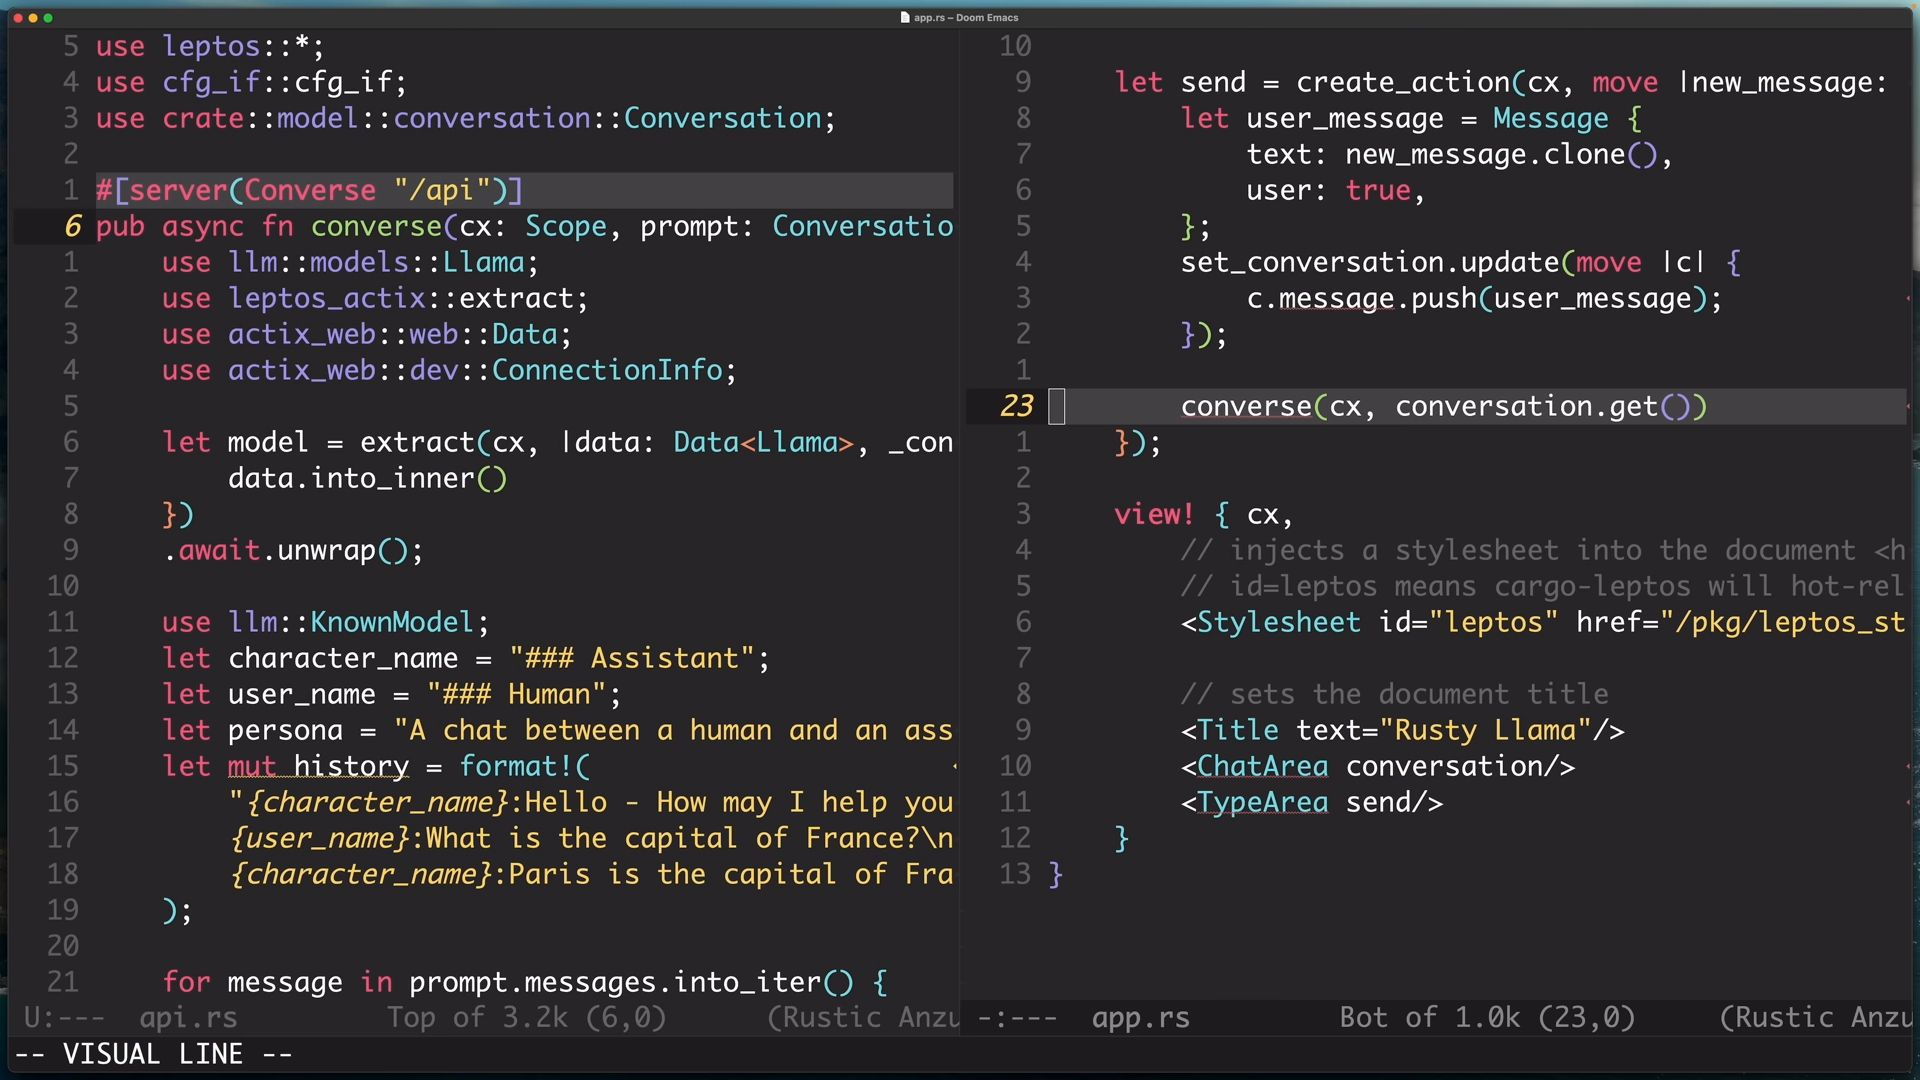 app.rs – Doom Emacs
5 use leptos::*;
4 use cfg_if::cfg_if;
3 use crate::model::conversation::Conversation;
2
1 #[server(Converse "/api")]
6 pub async fn converse(cx: Scope, prompt: Conversatio
1     use llm::models::Llama;
2     use leptos_actix::extract;
3     use actix_web::web::Data;
4     use actix_web::dev::ConnectionInfo;
5
6     let model = extract(cx, |data: Data<Llama>, _con
7         data.into_inner()
8     })
9     .await.unwrap();
10
11     use llm::KnownModel;
12     let character_name = "### Assistant";
13     let user_name = "### Human";
14     let persona = "A chat between a human and an ass
15     let mut history = format!(
16         "{character_name}:Hello - How may I help you
17         {user_name}:What is the capital of France?\n
18         {character_name}:Paris is the capital of Fra
19     );
20
21     for message in prompt.messages.into_iter() {
U:--- api.rs Top of 3.2k (6,0) (Rustic Anzu
10
9     let send = create_action(cx, move |new_message:
8         let user_message = Message {
7             text: new_message.clone(),
6             user: true,
5         };
4         set_conversation.update(move |c| {
3             c.message.push(user_message);
2         });
1
23         converse(cx, conversation.get())
1     });
2
3     view! { cx,
4         // injects a stylesheet into the document <h
5         // id=leptos means cargo-leptos will hot-rel
6         <Stylesheet id="leptos" href="/pkg/leptos_st
7
8         // sets the document title
9         <Title text="Rusty Llama"/>
10         <ChatArea conversation/>
11         <TypeArea send/>
12     }
13 }
-:--- app.rs Bot of 1.0k (23,0) (Rustic Anzu
-- VISUAL LINE --